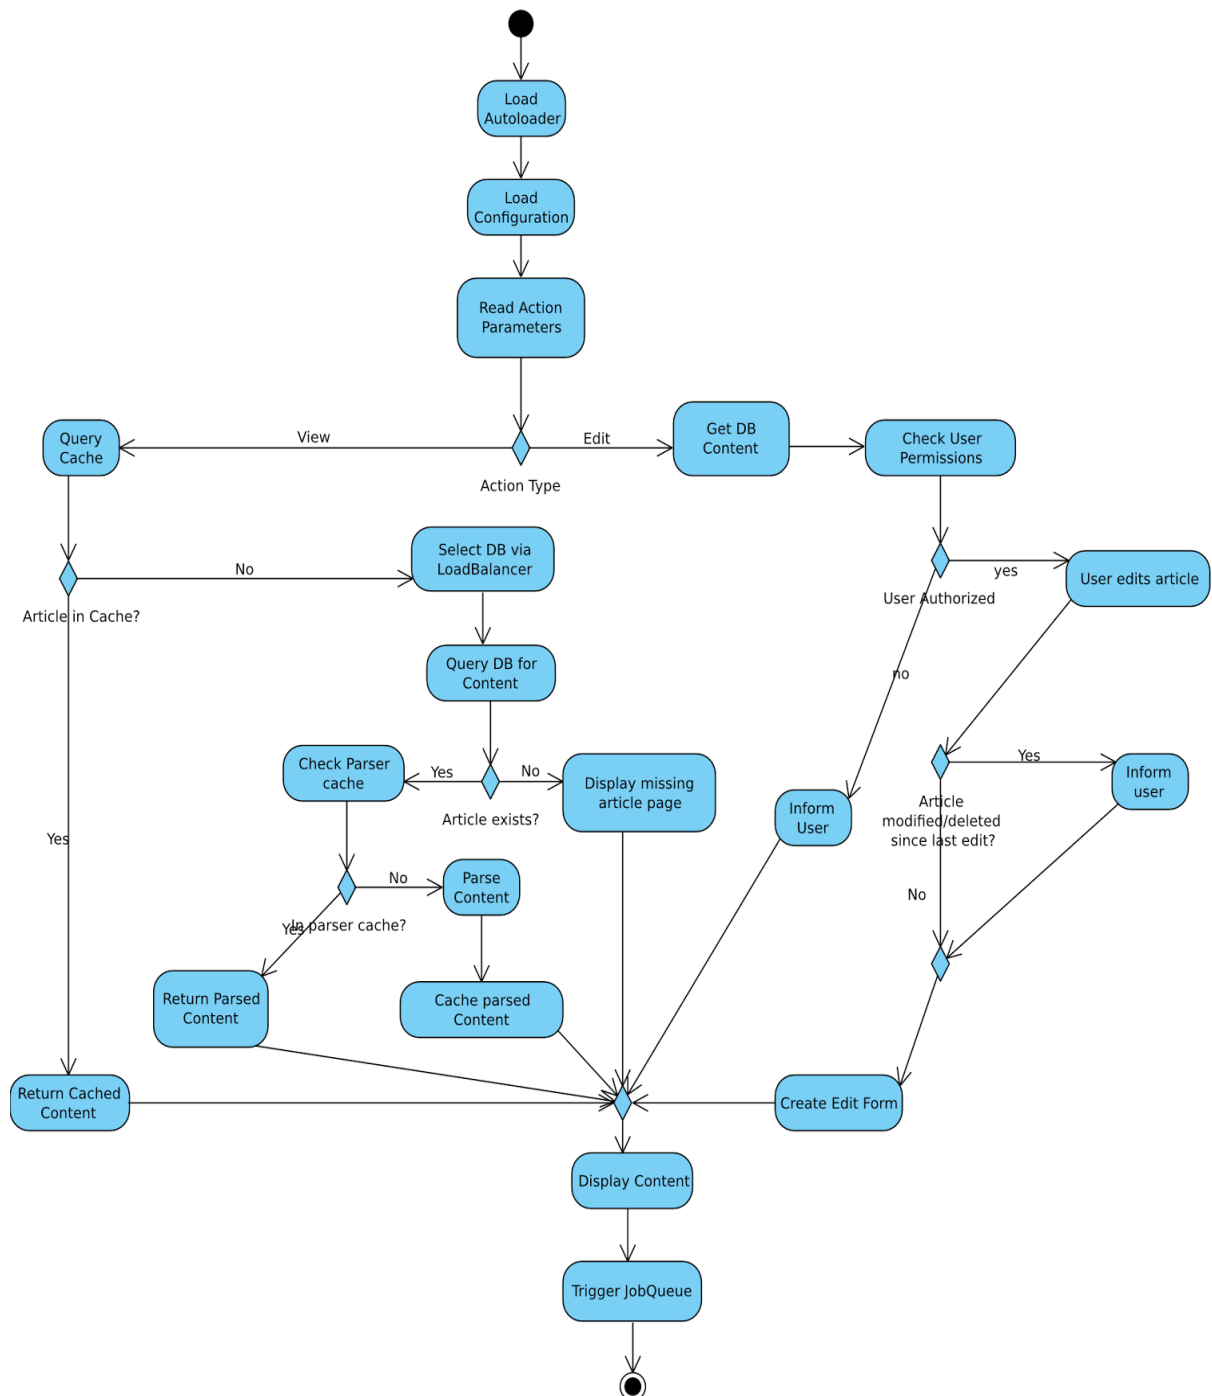 Load
Autoloader
Load
Configuration
Read Action
Parameters
Query
Cache
View
Edit
Action Type
Get DB
Content
Check User
Permissions
No
Article in Cache?
Select DB via
LoadBalancer
yes
User Authorized
User edits article
Query DB for
Content
no
Check Parser
cache
Yes
No
Article exists?
Display missing
article page
Inform
User
Yes
Article
modified/deleted
since last edit?
Inform
user
Yes
No
In parser cache?
Yes
Parse
Content
No
Return Parsed
Content
Cache parsed
Content
Return Cached
Content
Create Edit Form
Display Content
Trigger JobQueue